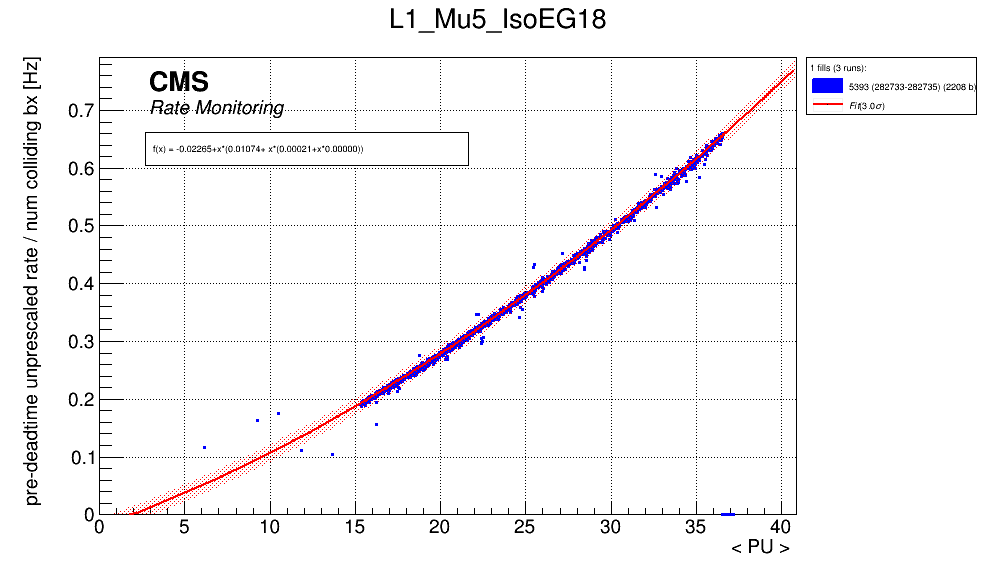 L1_Mu5_IsoEG18
pre-deadtime unprescaled rate / num colliding bx [Hz]
CMS
Rate Monitoring
f(x) = -0.02265+x*(0.01074+ x*(0.00021+x*0.00000))
0.7
0.6
0.5
0.4
0.3
0.2
0.1
0
0 5 10 15 20 25 30 35 40
< PU >
1 fills (3 runs):
5393 (282733-282735) (2208 b)
Fit(3.0σ)